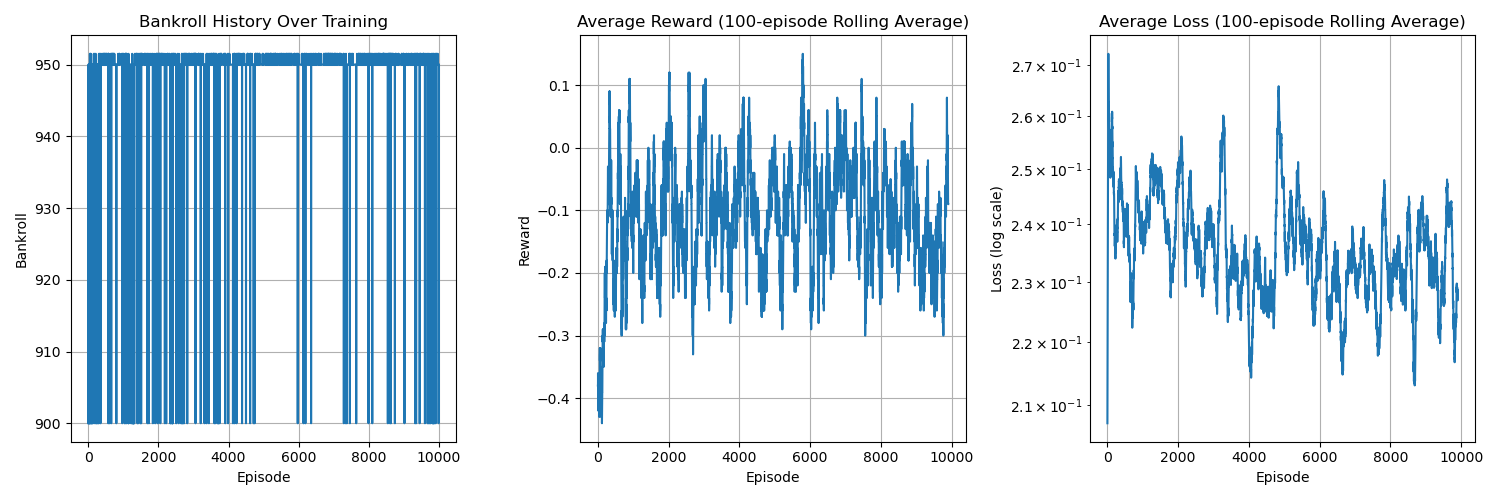 Bankroll History Over Training
950
940
930
920
910
900
Bankroll
0
2000
4000
6000
8000
10000
Episode
Average Reward (100-episode Rolling Average)
0.1
0.0
−0.1
−0.2
−0.3
−0.4
Reward
0
2000
4000
6000
8000
10000
Episode
Average Loss (100-episode Rolling Average)
2.7 × 10⁻¹
2.6 × 10⁻¹
2.5 × 10⁻¹
2.4 × 10⁻¹
2.3 × 10⁻¹
2.2 × 10⁻¹
2.1 × 10⁻¹
Loss (log scale)
0
2000
4000
6000
8000
10000
Episode